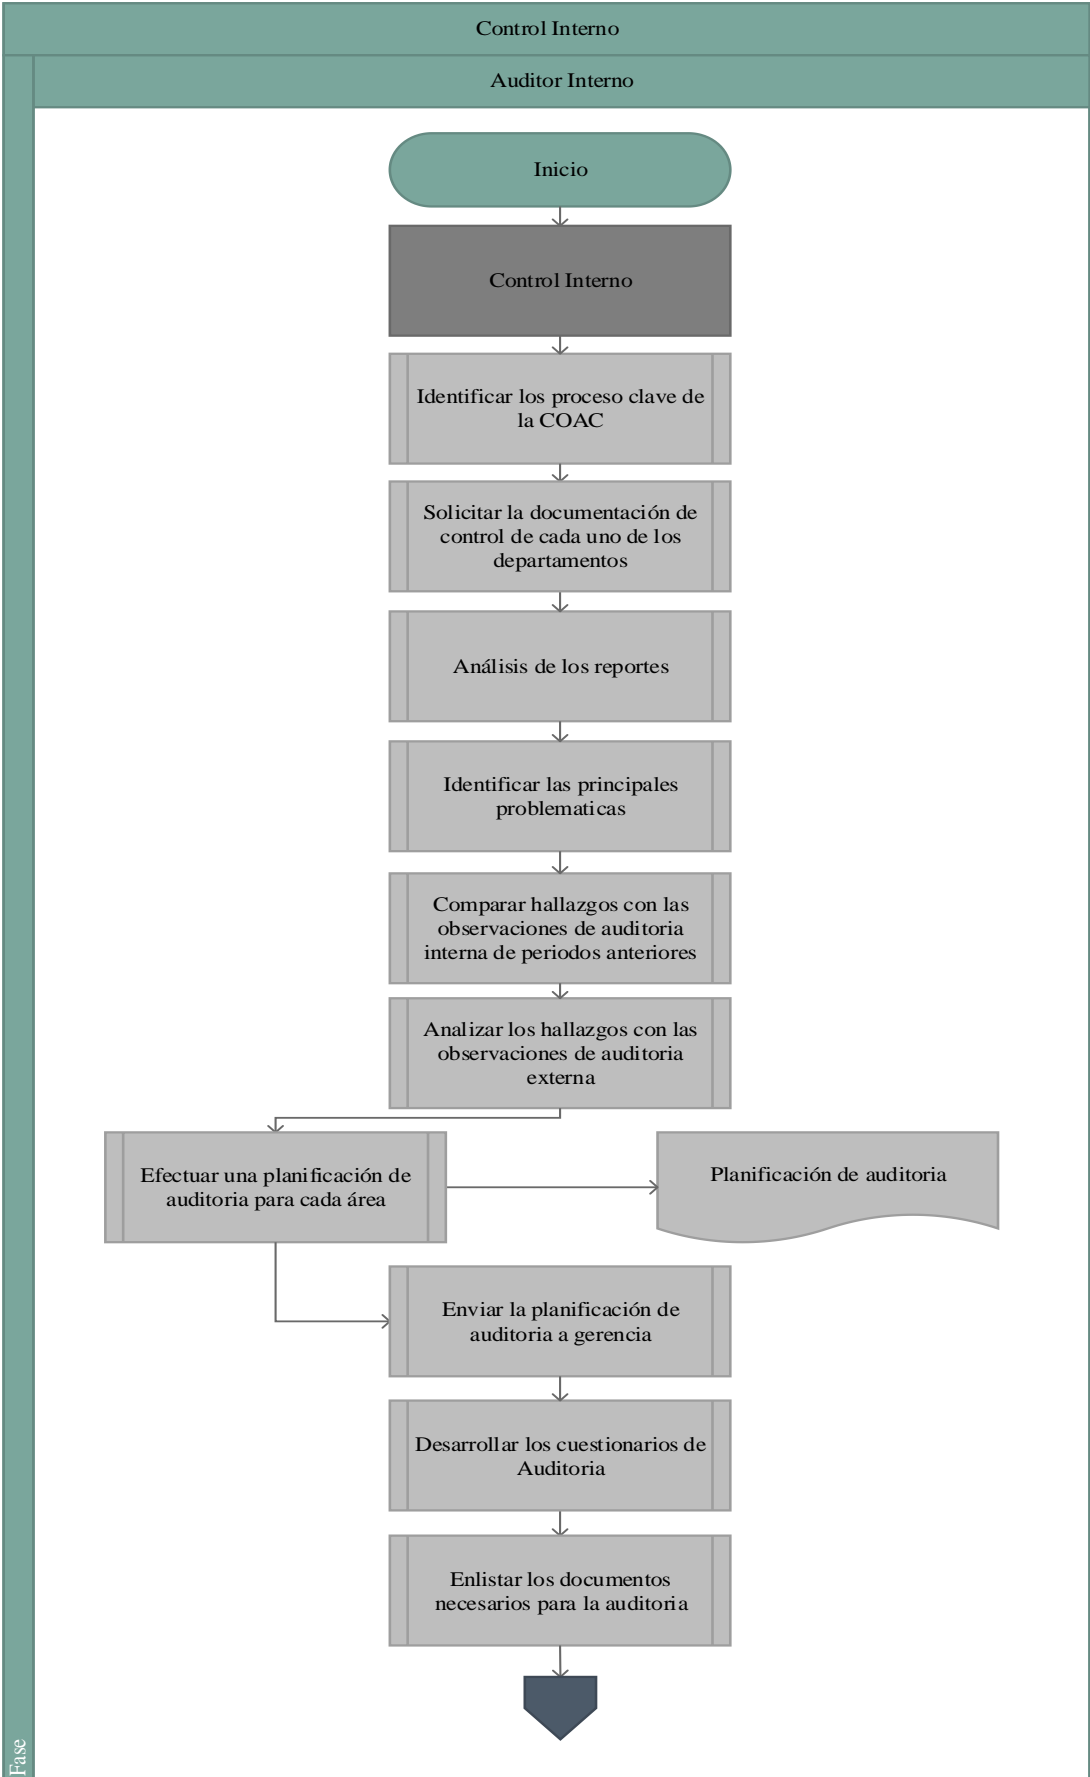 Control Interno
Auditor Interno
Inicio
Control Interno
Identificar los proceso clave de
la COAC
Solicitar la documentación de
control de cada uno de los
departamentos
Análisis de los reportes
Identificar las principales
problematicas
Comparar hallazgos con las
observaciones de auditoria
interna de periodos anteriores
Analizar los hallazgos con las
observaciones de auditoria
externa
Efectuar una planificación de
auditoria para cada área
Planificación de auditoria
Enviar la planificación de
auditoria a gerencia
Desarrollar los cuestionarios de
Auditoria
Enlistar los documentos
necesarios para la auditoria
Fase